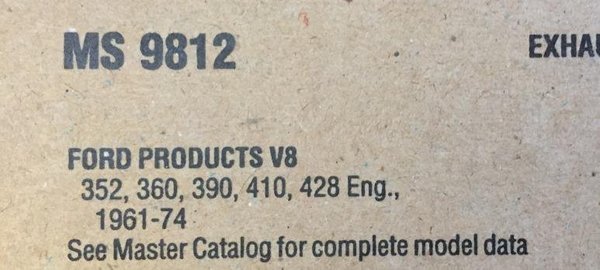 MS 9812
EXHAU
FORD PRODUCTS V8
352, 360, 390, 410, 428 Eng.,
1961-74
See Master Catalog for complete model data